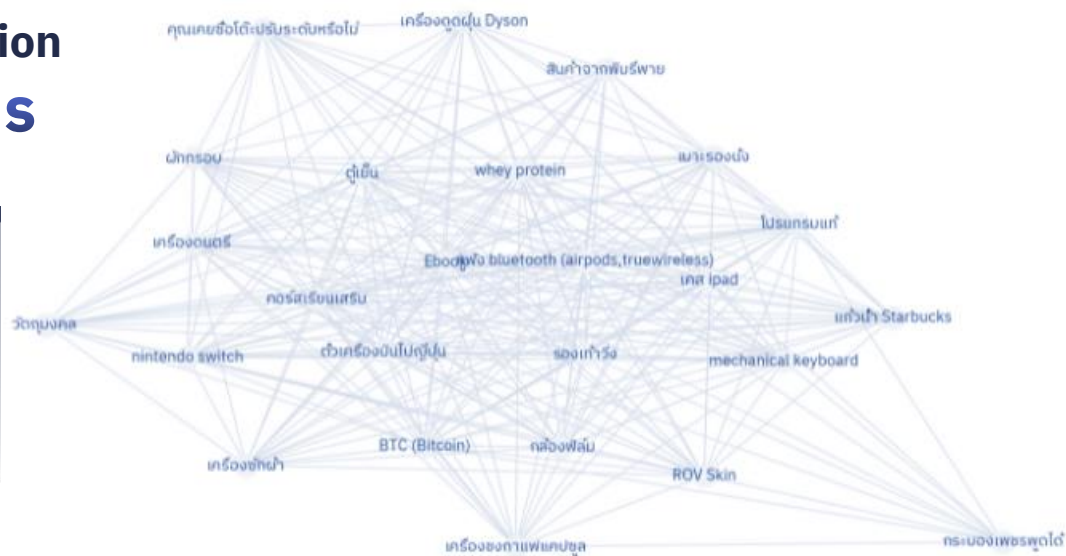 ion
s
คุณเคยซื้อโต๊ะปรับระดับหรือไม่
เครื่องดูดฝุ่น Dyson
สินค้าจากพิมรี่พาย
ผักกรอบ
ตู้เย็น
whey protein
เบาะรองนั่ง
เครื่องดนตรี
โปรแกรมแท้
Ebook
หูฟัง bluetooth (airpods,truewireless)
เคส ipad
คอร์สเรียนเสริม
วัตถุมงคล
แก้วน้ำ Starbucks
nintendo switch
ตั๋วเครื่องบินไปญี่ปุ่น
รองเท้าวิ่ง
mechanical keyboard
BTC (Bitcoin)
กล้องฟิล์ม
เครื่องซักผ้า
ROV Skin
เครื่องชงกาแฟแคปซูล
กระบองเพชรพูดได้